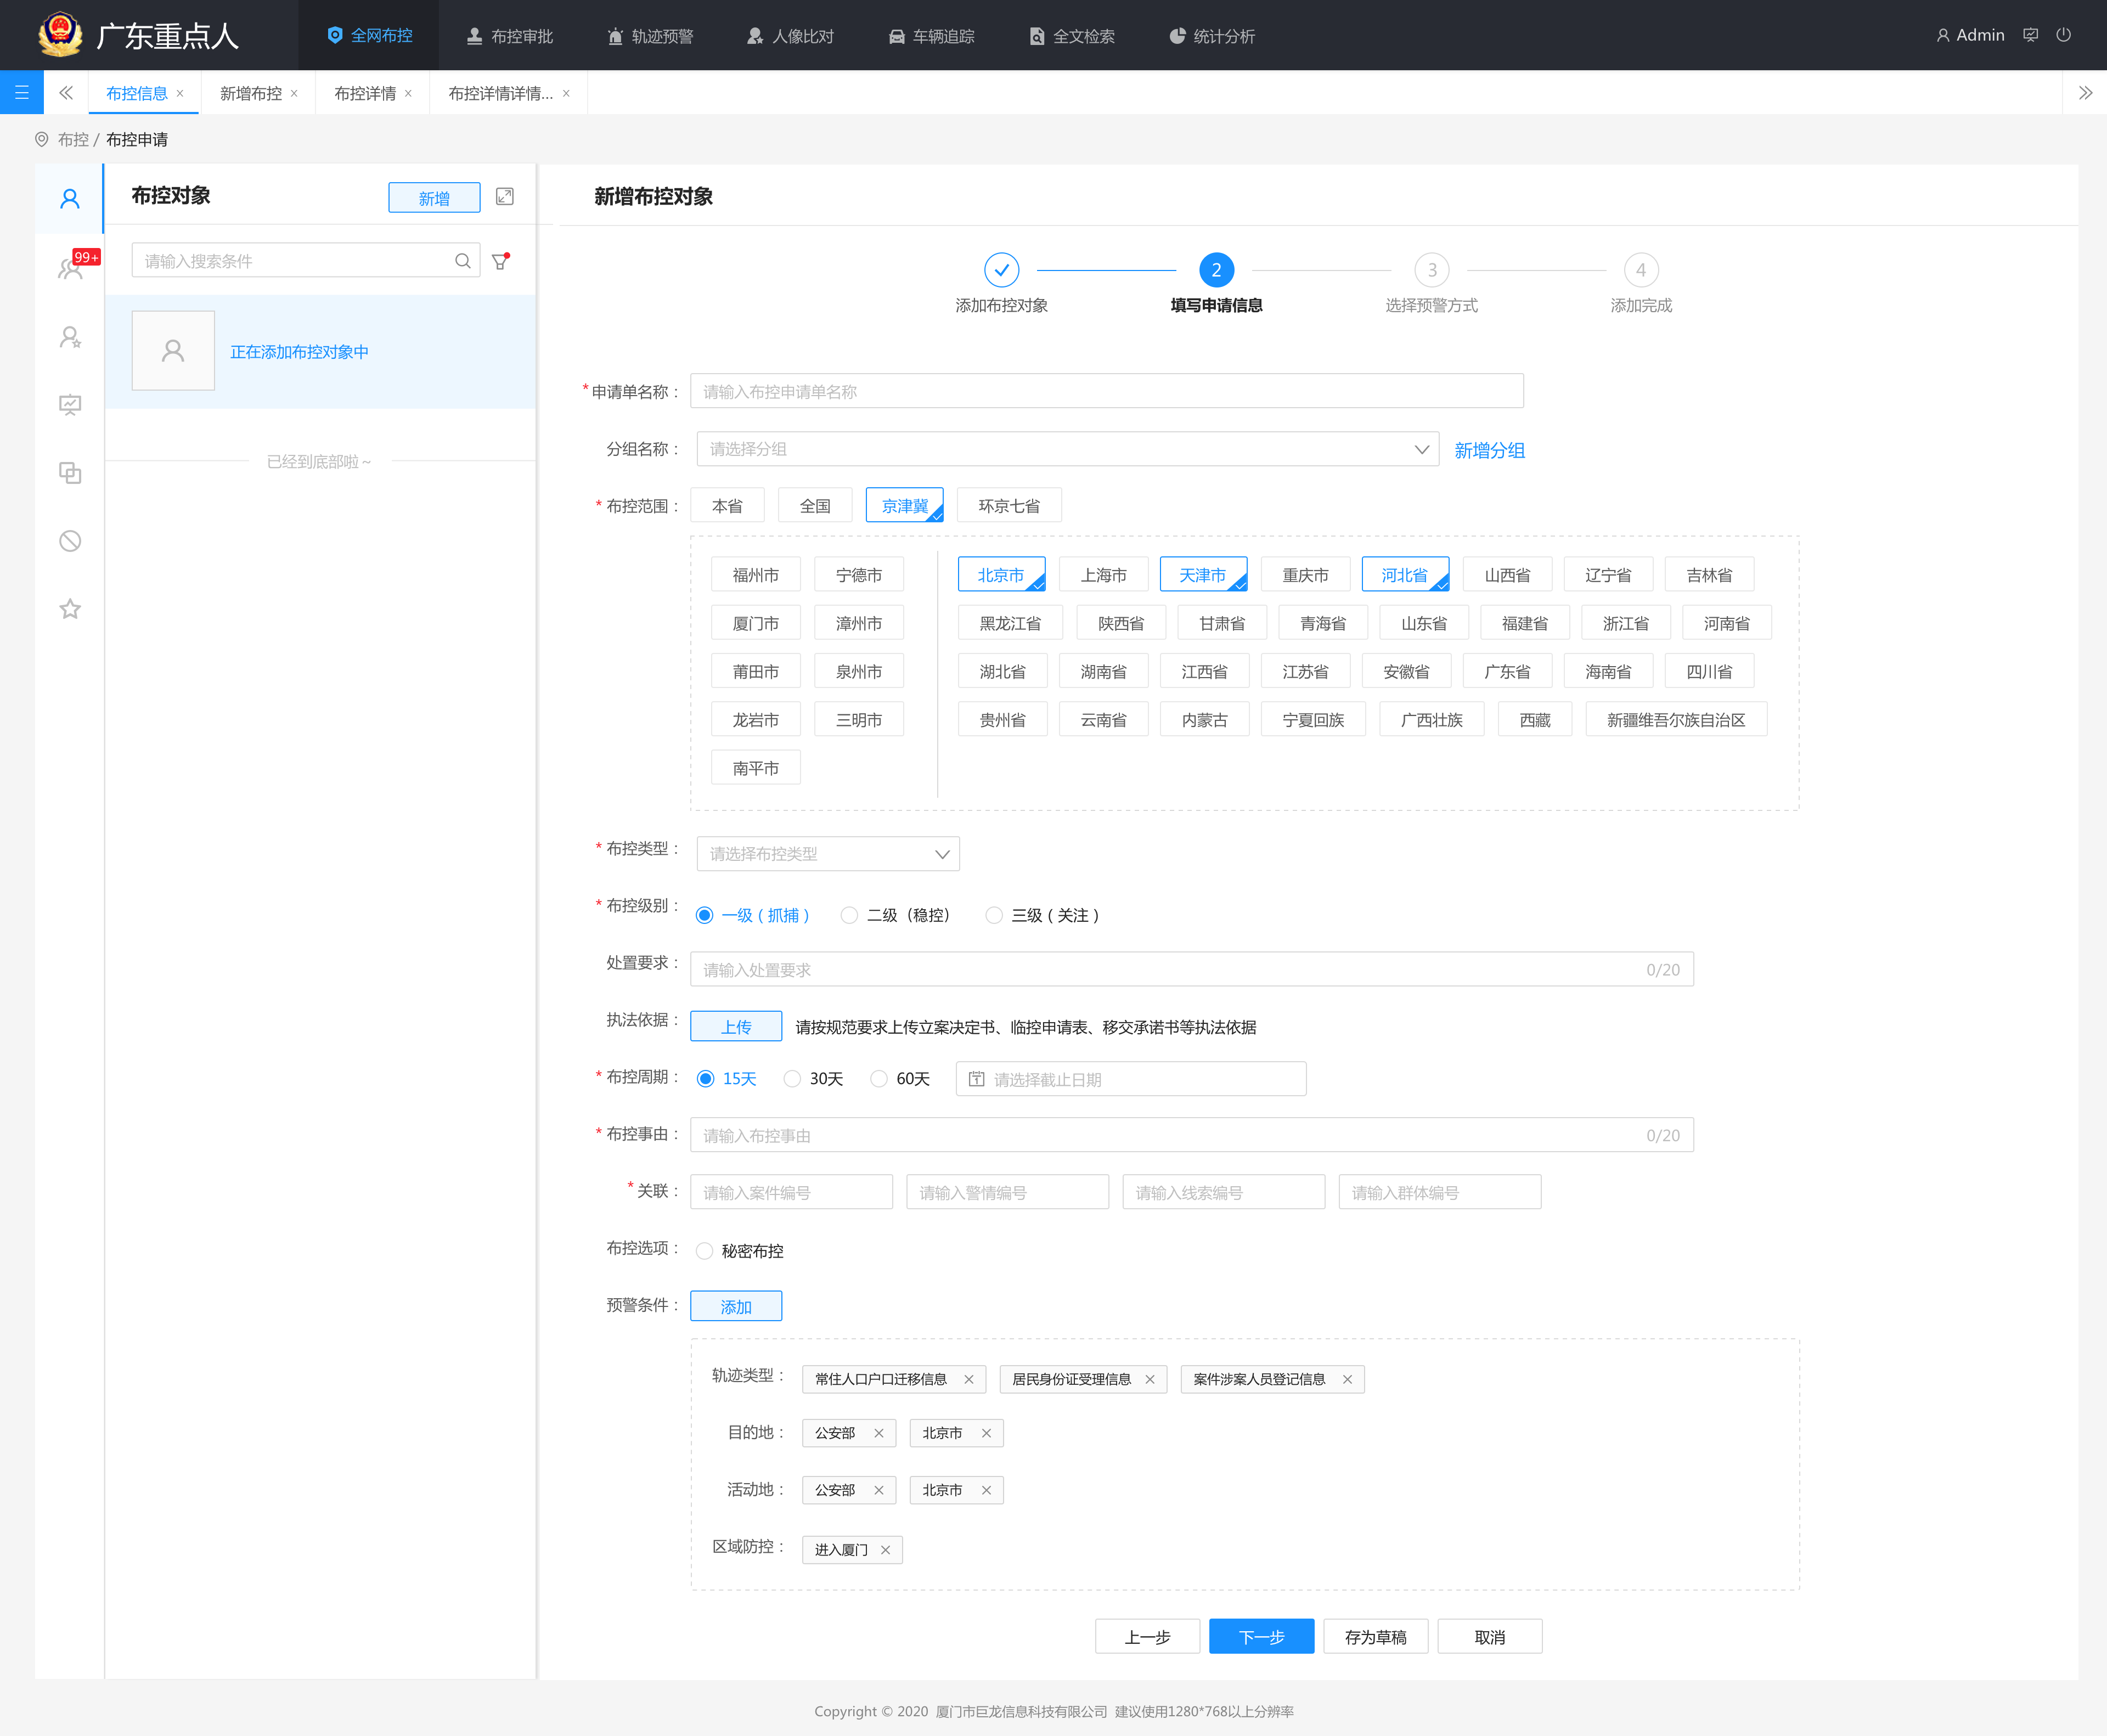 广东重点人 全网布控 布控审批 轨迹预警 人像比对 车辆追踪 全文检索 统计分析 Admin
布控信息 × 新增布控 × 布控详情 × 布控详情详情... ×
布控 / 布控申请
布控对象 新增
99+
请输入搜索条件
正在添加布控对象中
已经到底部啦~
新增布控对象
2 3 4
添加布控对象 填写申请信息 选择预警方式 添加完成
* 申请单名称： 请输入布控申请单名称
分组名称： 请选择分组 新增分组
* 布控范围： 本省 全国 京津冀 环京七省
福州市 宁德市 北京市 上海市 天津市 重庆市 河北省 山西省 辽宁省 吉林省
厦门市 漳州市 黑龙江省 陕西省 甘肃省 青海省 山东省 福建省 浙江省 河南省
莆田市 泉州市 湖北省 湖南省 江西省 江苏省 安徽省 广东省 海南省 四川省
龙岩市 三明市 贵州省 云南省 内蒙古 宁夏回族 广西壮族 西藏 新疆维吾尔族自治区
南平市
* 布控类型： 请选择布控类型
* 布控级别： 一级（抓捕） 二级（稳控） 三级（关注）
处置要求： 请输入处置要求 0/20
执法依据： 上传 请按规范要求上传立案决定书、临控申请表、移交承诺书等执法依据
* 布控周期： 15天 30天 60天 请选择截止日期
* 布控事由： 请输入布控事由 0/20
* 关联： 请输入案件编号 请输入警情编号 请输入线索编号 请输入群体编号
布控选项： 秘密布控
预警条件： 添加
轨迹类型： 常住人口户口迁移信息 × 居民身份证受理信息 × 案件涉案人员登记信息 ×
目的地： 公安部 × 北京市 ×
活动地： 公安部 × 北京市 ×
区域防控： 进入厦门 ×
上一步 下一步 存为草稿 取消
Copyright © 2020 厦门市巨龙信息科技有限公司 建议使用1280*768以上分辨率